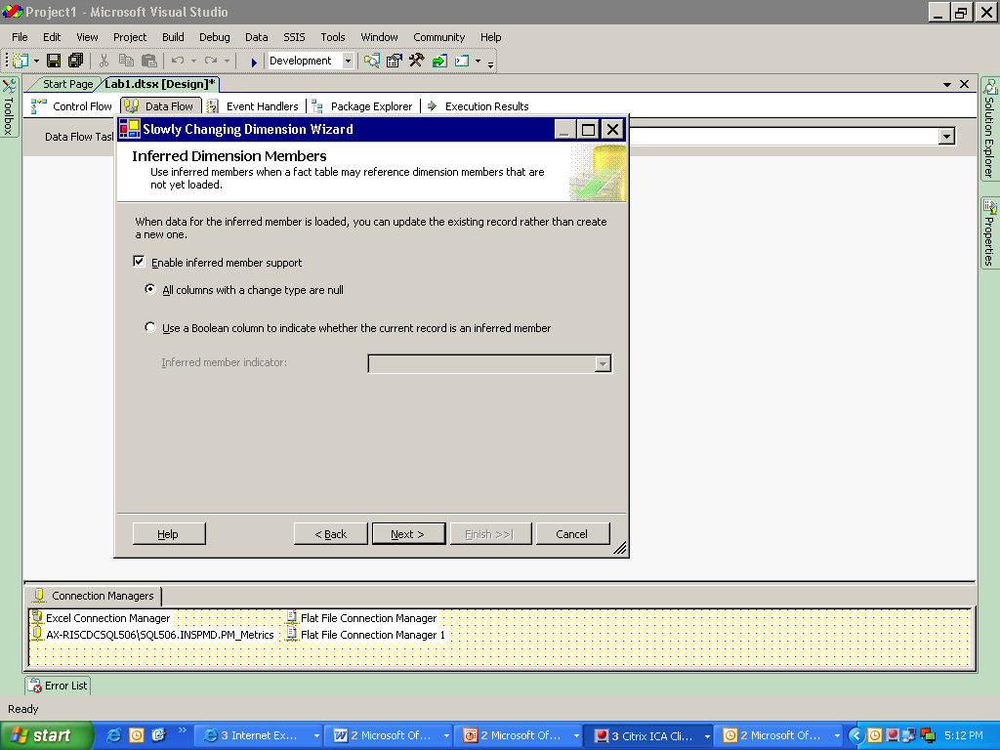 Project1 - Microsoft Visual Studio
File Edit View Project Build Debug Data SSIS Tools Window Community Help
Development
Start Page Lab1.dtsx [Design]*
Control Flow Data Flow Event Handlers Package Explorer Execution Results
Toolbox
Solution Explorer
Properties
Data Flow Task
Slowly Changing Dimension Wizard
Inferred Dimension Members
Use inferred members when a fact table may reference dimension members that are
not yet loaded.
When data for the inferred member is loaded, you can update the existing record rather than create
a new one.
Enable inferred member support
All columns with a change type are null
Use a Boolean column to indicate whether the current record is an inferred member
Inferred member indicator:
Help < Back Next > Finish >>| Cancel
Connection Managers
Excel Connection Manager Flat File Connection Manager
AX-RISCDCSQL506\SQL506.INSPMD.PM_Metrics Flat File Connection Manager 1
Error List
Ready
start » 3 Internet Ex... 2 Microsoft Of... 2 Microsoft Of... 3 Citrix ICA Cli... 2 Microsoft Of... 5:12 PM